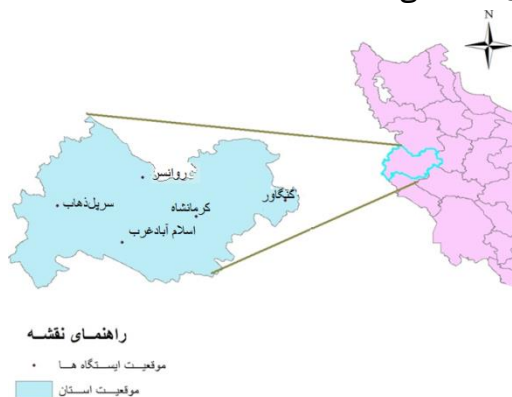 N
روانسر
سرپل‌ذهاب
کرمانشاه
کنگاور
اسلام آبادغرب
راهنمای نقشه
موقعیت ایستگاه ها
موقعیت استان